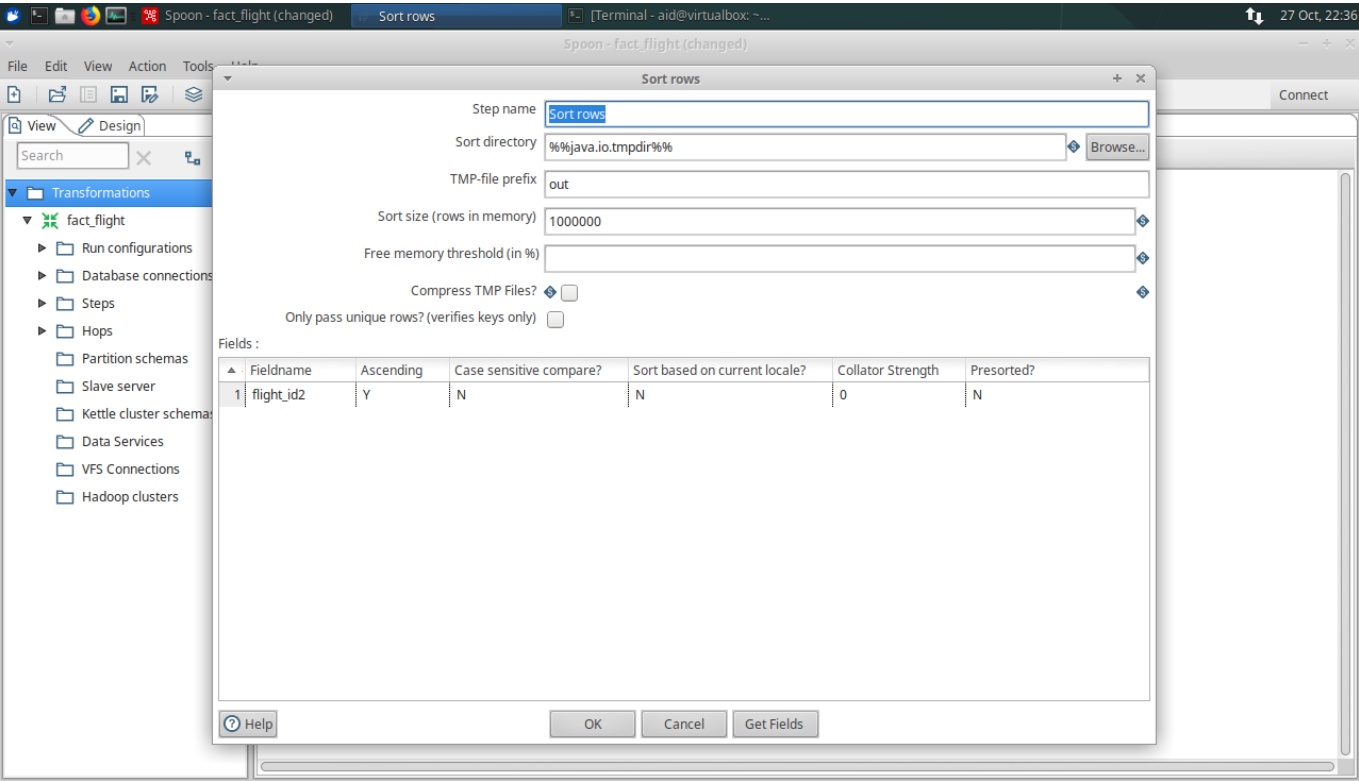 Spoon - fact_flight (changed) Sort rows [Terminal - aid@virtualbox: ~... 27 Oct, 22:36
Spoon - fact_flight (changed)
File Edit View Action Tools
Sort rows
Connect
View Design
Search
Step name Sort rows
Sort directory %%java.io.tmpdir%% Browse...
TMP-file prefix out
Sort size (rows in memory) 1000000
Free memory threshold (in %)
Compress TMP Files?
Only pass unique rows? (verifies keys only)
Fields :
Fieldname Ascending Case sensitive compare? Sort based on current locale? Collator Strength Presorted?
1 flight_id2 Y N N 0 N
Transformations
fact_flight
Run configurations
Database connections
Steps
Hops
Partition schemas
Slave server
Kettle cluster schemas
Data Services
VFS Connections
Hadoop clusters
Help OK Cancel Get Fields